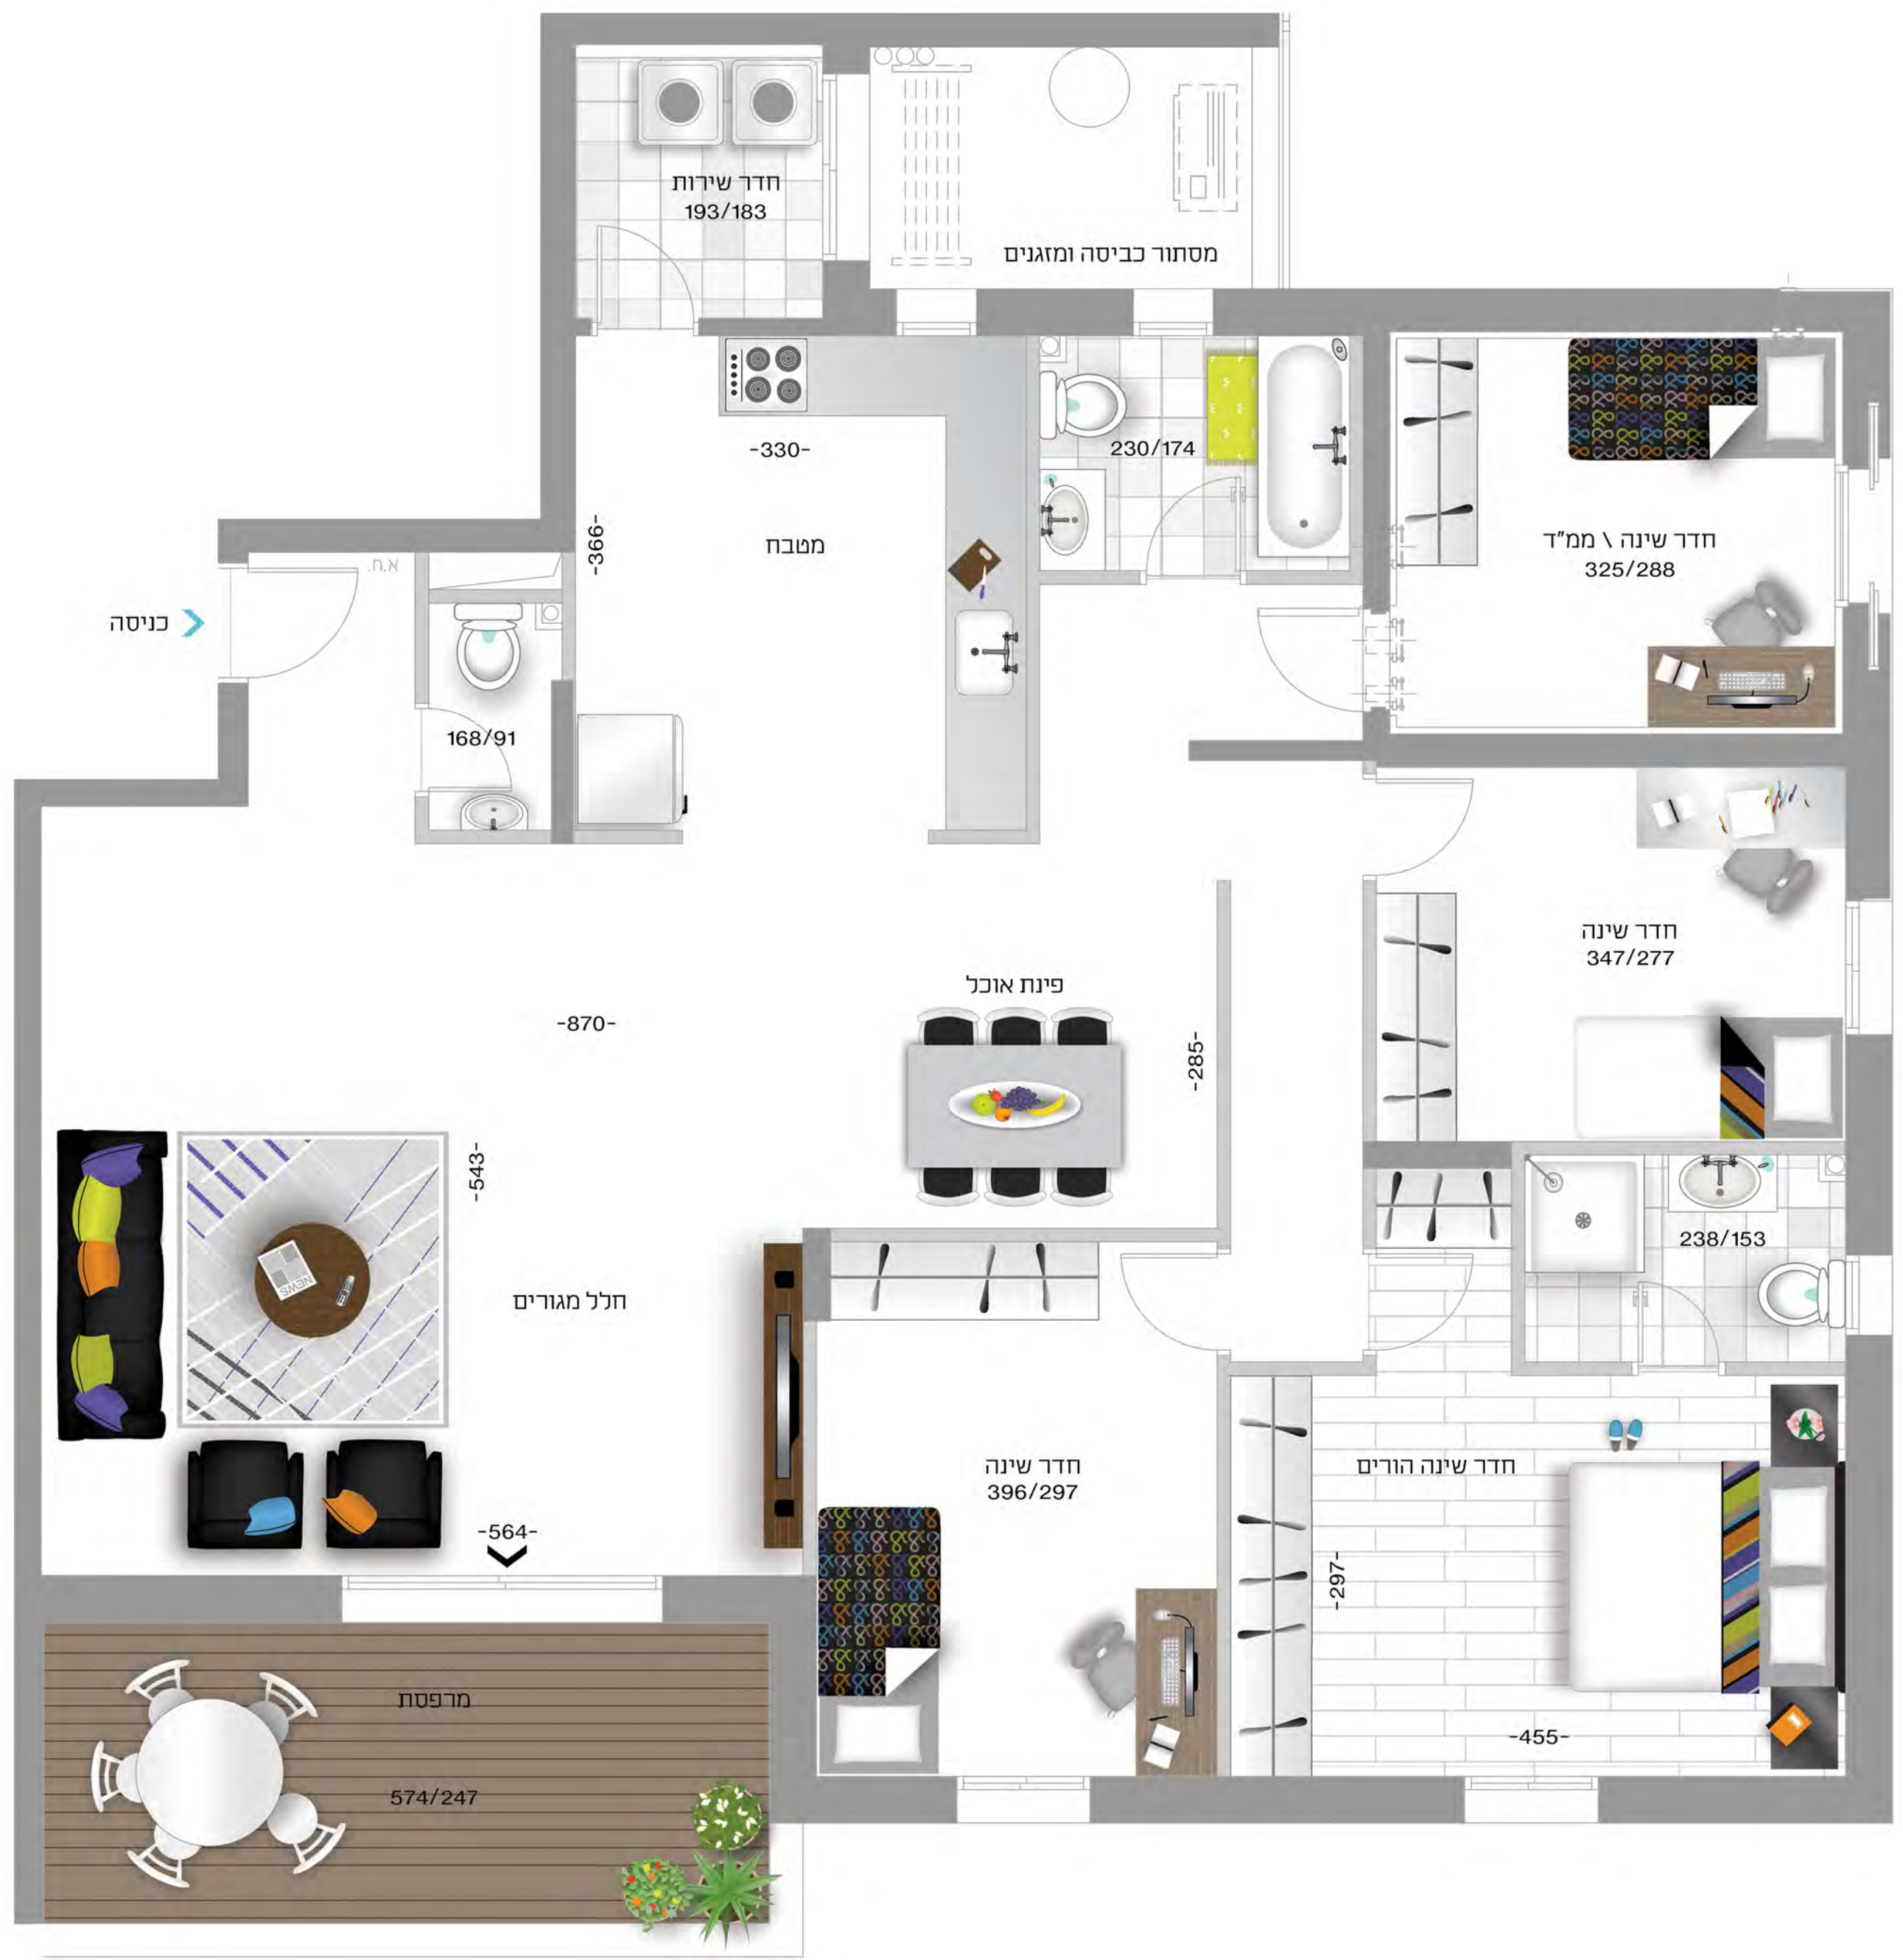 חדר שירות
193/183
מסתור כביסה ומזגנים
-330-
230/174
-366-
מטבח
חדר שינה \ ממ"ד
325/288
א.ח.
כניסה
168/91
חדר שינה
347/277
פינת אוכל
-870-
-285-
-543-
238/153
NEWS
חלל מגורים
חדר שינה
396/297
חדר שינה הורים
-564-
-297-
מרפסת
-455-
574/247